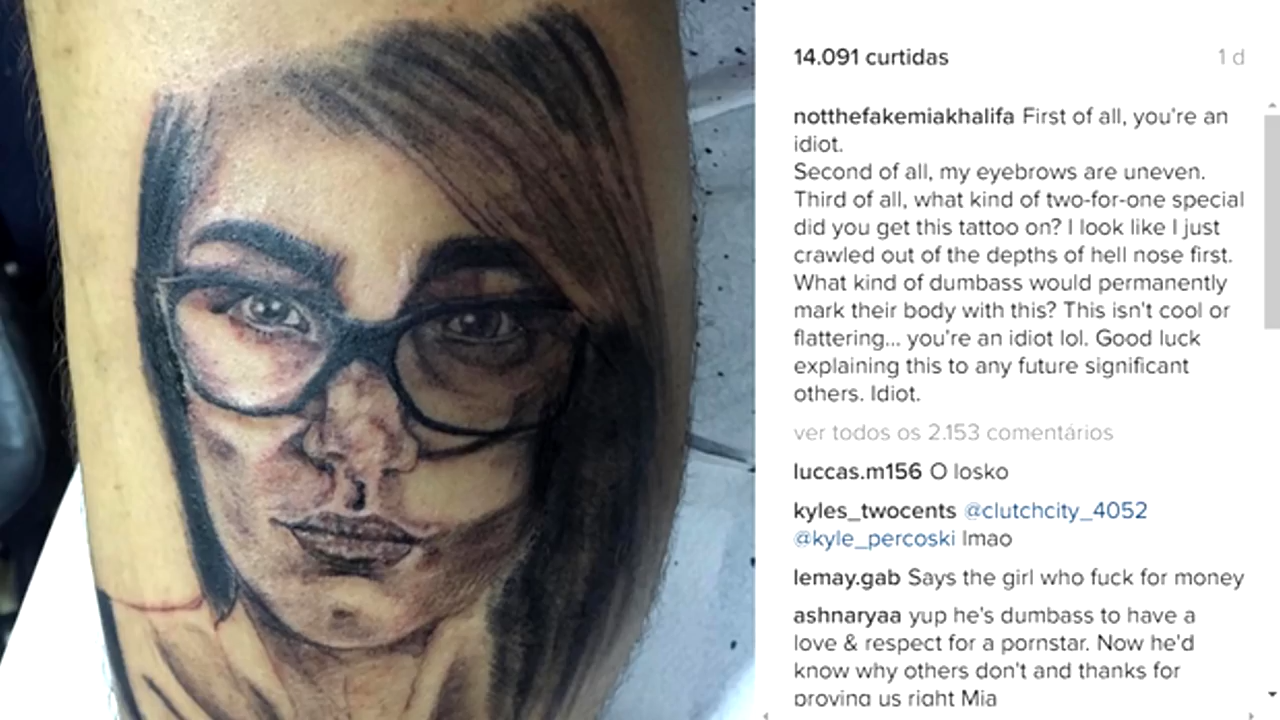 14.091 curtidas 1 d
notthefakemiakhalifa First of all, you're an
idiot.
Second of all, my eyebrows are uneven.
Third of all, what kind of two-for-one special
did you get this tattoo on? I look like I just
crawled out of the depths of hell nose first.
What kind of dumbass would permanently
mark their body with this? This isn't cool or
flattering... you're an idiot lol. Good luck
explaining this to any future significant
others. Idiot.
ver todos os 2.153 comentários
luccas.m156 O losko
kyles_twocents @clutchcity_4052
@kyle_percoski lmao
lemay.gab Says the girl who fuck for money
ashnaryaa yup he's dumbass to have a
love & respect for a pornstar. Now he'd
know why others don't and thanks for
proving us right Mia